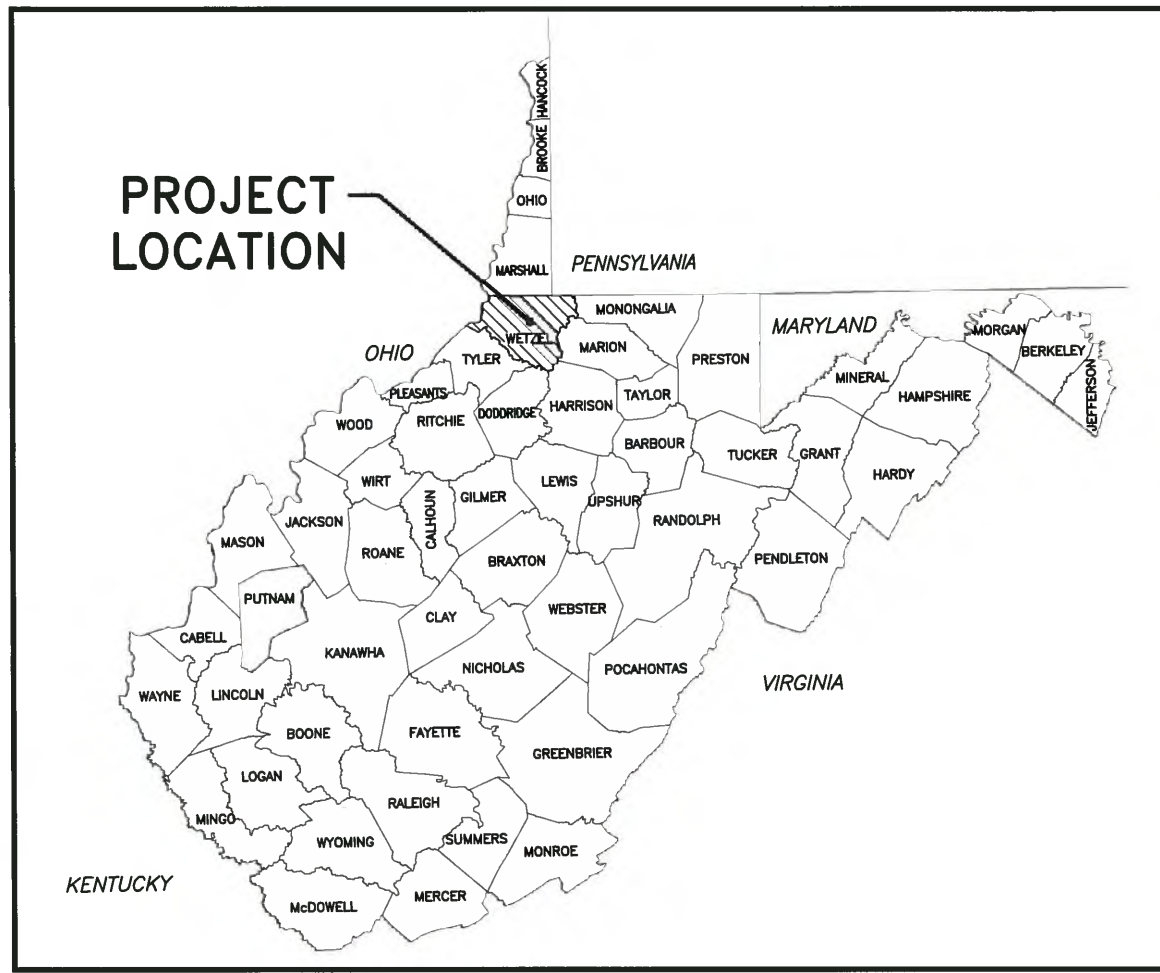 HANCOCK
BROOKE
OHIO
PROJECT
LOCATION
MARSHALL
PENNSYLVANIA
MONONGALIA
WETZEL
MARYLAND
MORGAN
OHIO
TYLER
MARION
PRESTON
BERKELEY
MINERAL
JEFFERSON
PLEASANTS
DODDRIDGE
HARRISON
TAYLOR
HAMPSHIRE
WOOD
RITCHIE
BARBOUR
TUCKER
GRANT
HARDY
WIRT
CALHOUN
GILMER
LEWIS
UPSHUR
JACKSON
RANDOLPH
MASON
ROANE
BRAXTON
PENDLETON
PUTNAM
CLAY
WEBSTER
CABELL
KANAWHA
NICHOLAS
POCAHONTAS
WAYNE
LINCOLN
VIRGINIA
BOONE
FAYETTE
GREENBRIER
LOGAN
RALEIGH
MINGO
WYOMING
SUMMERS
MONROE
KENTUCKY
McDOWELL
MERCER